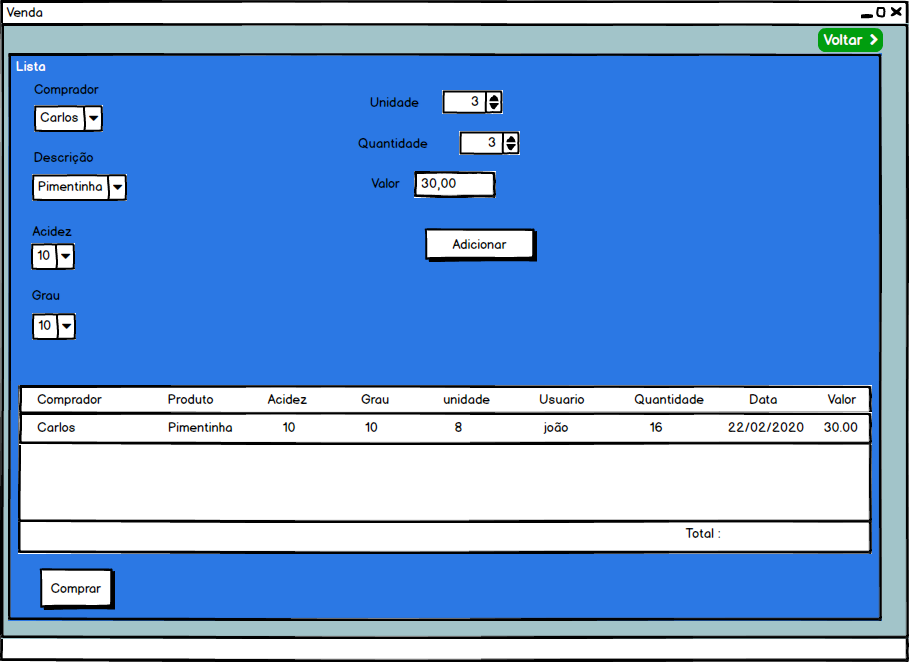 Venda
Voltar
Lista
Comprador
Carlos
Unidade 3
Quantidade 3
Descrição
Pimentinha
Valor 30,00
Acidez
10
Adicionar
Grau
10
Comprador Produto Acidez Grau unidade Usuario Quantidade Data Valor
Carlos Pimentinha 10 10 8 joão 16 22/02/2020 30.00
Total :
Comprar